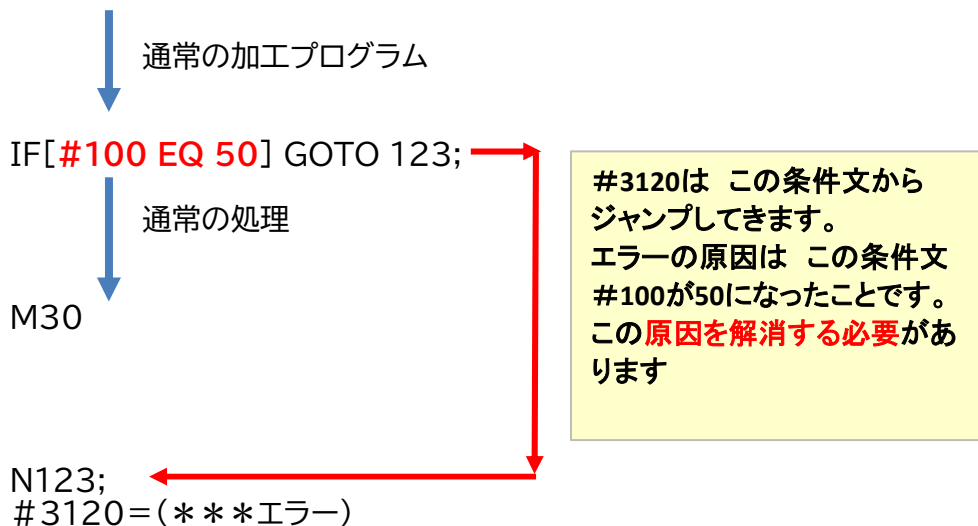 通常の加工プログラム
IF[#100 EQ 50] GOTO 123;
通常の処理
M30
#3120は この条件文から
ジャンプしてきます。
エラーの原因は この条件文
#100が50になったことです。
この原因を解消する必要があ
ります
N123;
#3120=(***エラー)